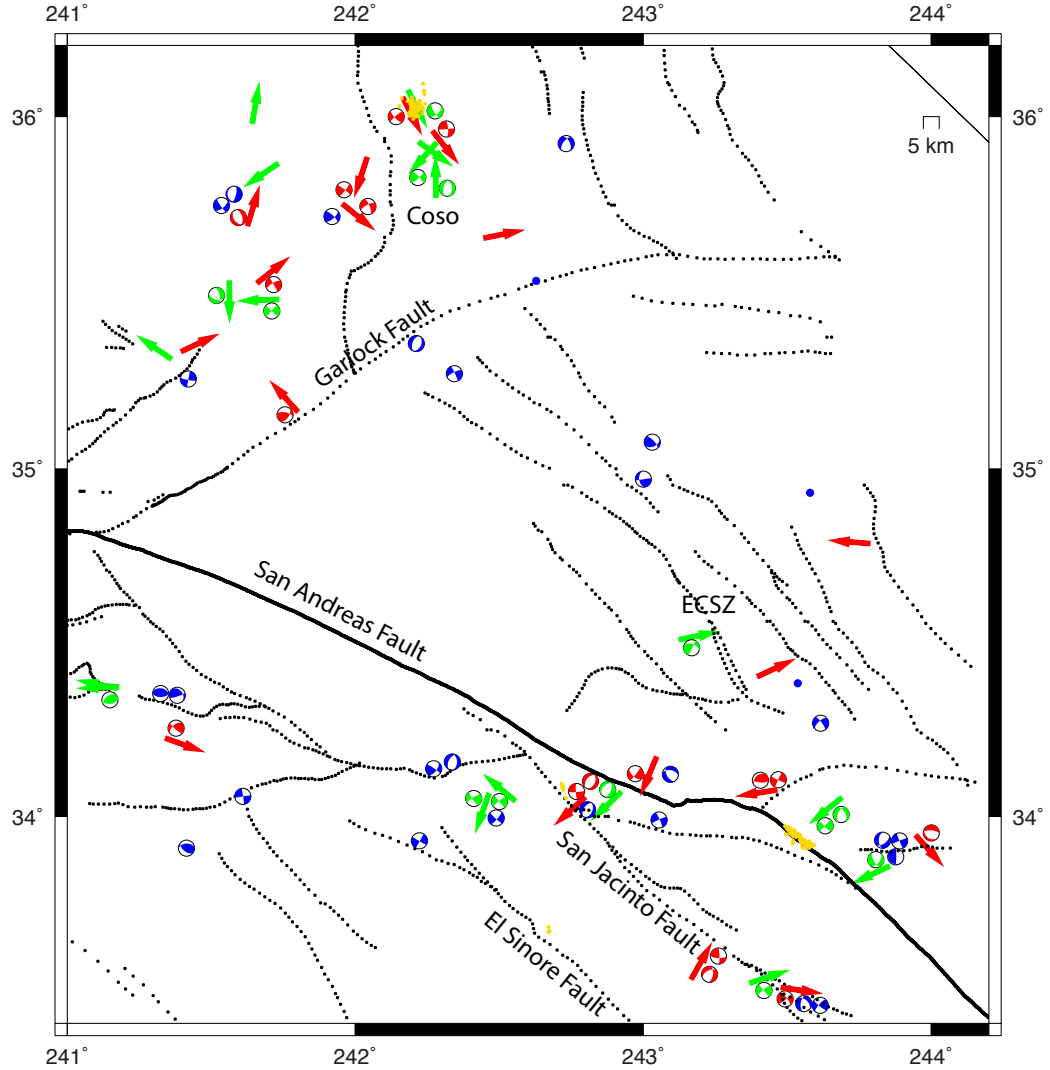 241° 242° 243° 244°
36° 36°
5 km
Coso
Garlock Fault
35° 35°
San Andreas Fault
ECSZ
34° 34°
San Jacinto Fault
El Sinore Fault
241° 242° 243° 244°